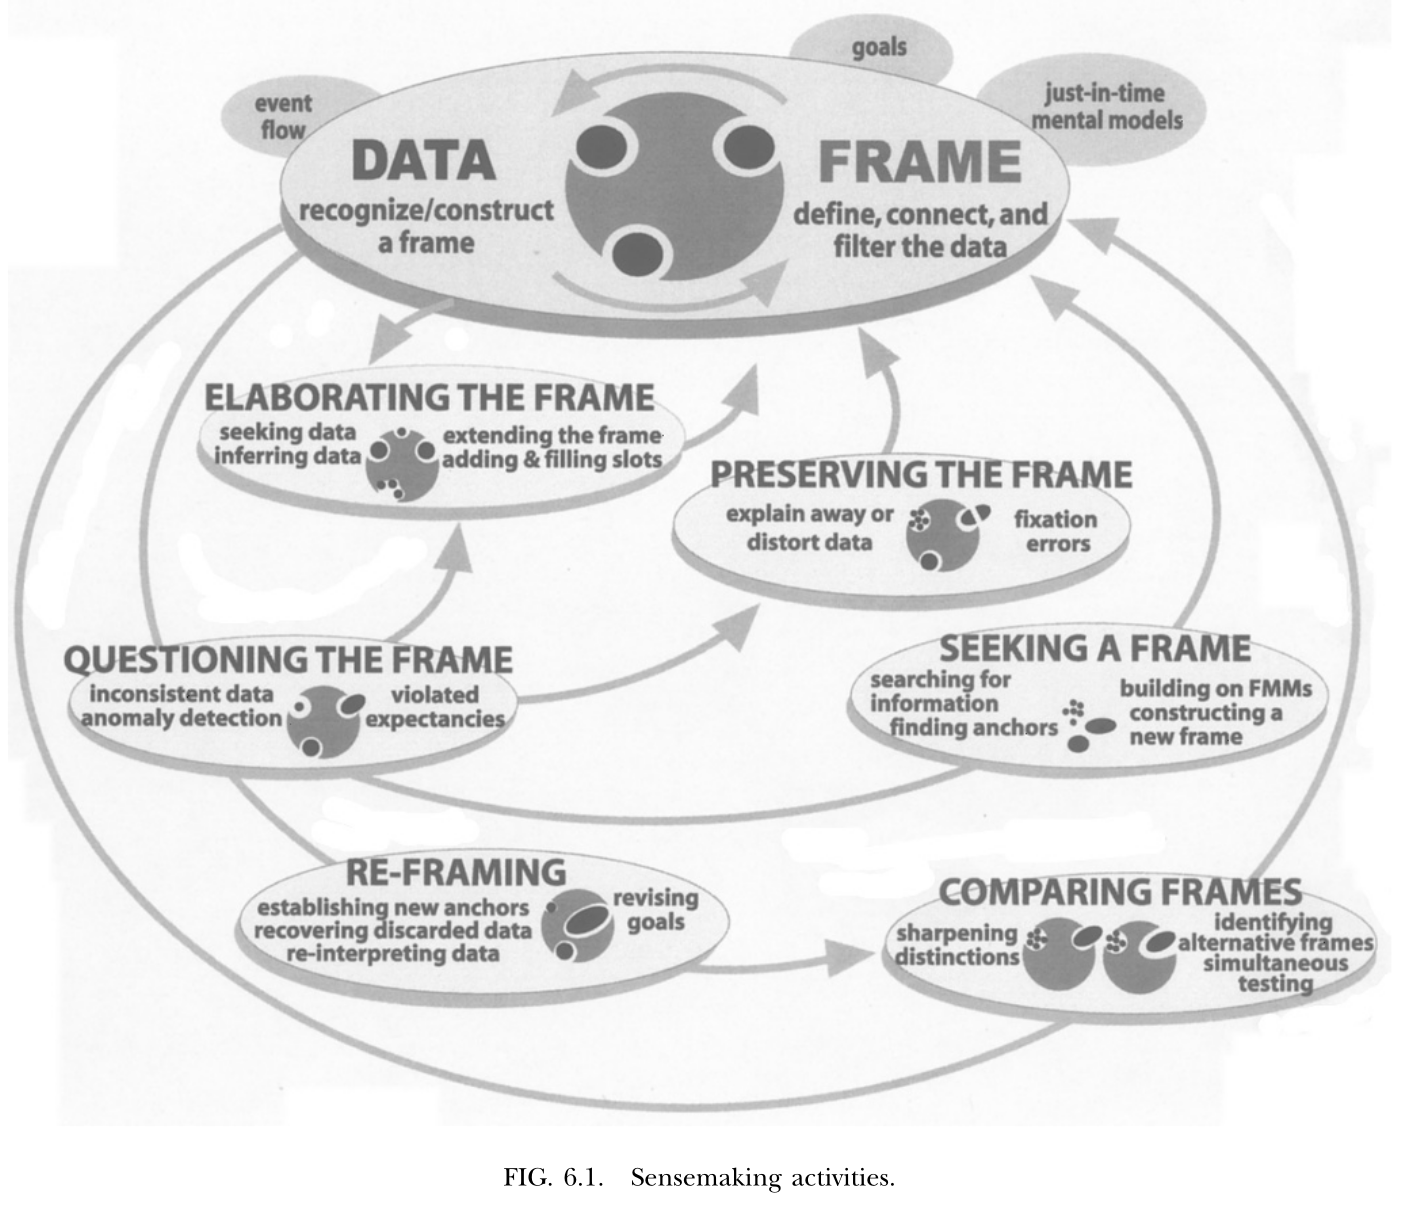 goals
event
flow
just-in-time
mental models
DATA
recognize/construct
a frame
FRAME
define, connect, and
filter the data
ELABORATING THE FRAME
seeking data
inferring data
extending the frame
adding & filling slots
PRESERVING THE FRAME
explain away or
distort data
fixation
errors
QUESTIONING THE FRAME
inconsistent data
anomaly detection
violated
expectancies
SEEKING A FRAME
searching for
information
finding anchors
building on FMMs
constructing a
new frame
RE-FRAMING
establishing new anchors
recovering discarded data
re-interpreting data
revising
goals
COMPARING FRAMES
sharpening
distinctions
identifying
alternative frames
simultaneous
testing
FIG. 6.1. Sensemaking activities.